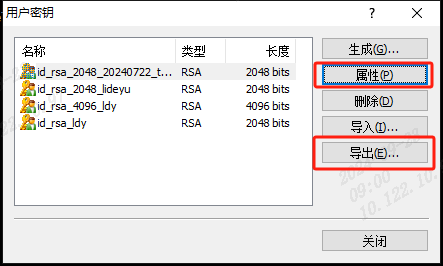 用户密钥
名称 类型 长度
id_rsa_2048_20240722_t... RSA 2048 bits
id_rsa_2048_lideyu RSA 2048 bits
id_rsa_4096_ldy RSA 4096 bits
id_rsa_ldy RSA 2048 bits
生成(G)...
属性(P)
删除(D)
导入(I)...
导出(E)...
关闭
09:00
10.122.10